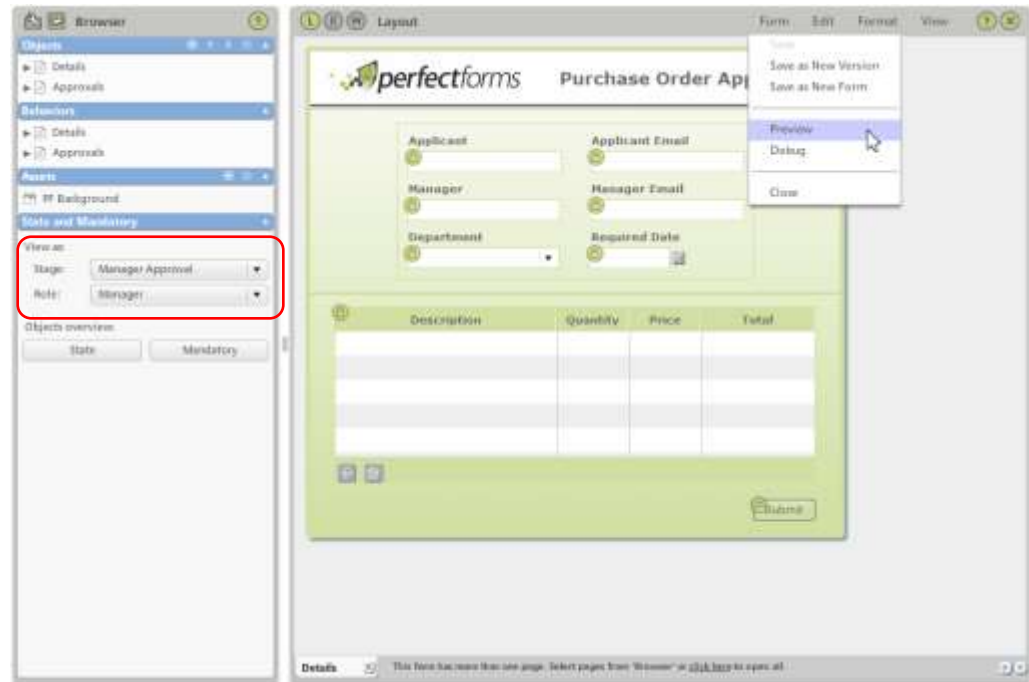 Browser
Objects
Details
Approvals
Behaviors
Details
Approvals
Assets
Background
State and Mandatory
View as:
Stage: Manager Approval
Role: Manager
Objects overview:
State Mandatory
L Layout Form Edit Format View
Save
Save as New Version
Save as New Form
Preview
Debug
Close
perfectforms Purchase Order App
Applicant Applicant Email
Manager Manager Email
Department Required Date
Description Quantity Price Total
Submit
Details This form has more than one page. Select pages from 'Browser' or click here to open all.